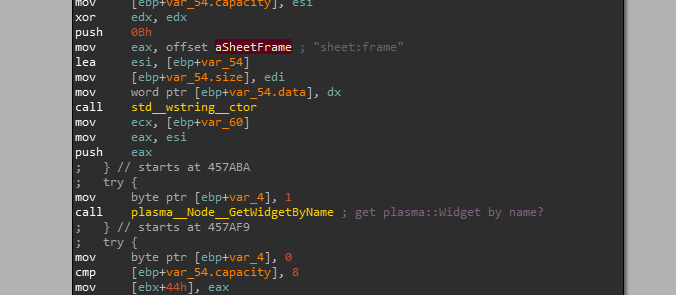 mov [ebp+var_54.capacity], esi
xor edx, edx
push 0Bh
mov eax, offset aSheetFrame ; "sheet:frame"
lea esi, [ebp+var_54]
mov [ebp+var_54.size], edi
mov word ptr [ebp+var_54.data], dx
call std__wstring__ctor
mov ecx, [ebp+var_60]
mov eax, esi
push eax
; } // starts at 457ABA
; try {
mov byte ptr [ebp+var_4], 1
call plasma__Node__GetWidgetByName ; get plasma::Widget by name?
; } // starts at 457AF9
; try {
mov byte ptr [ebp+var_4], 0
cmp [ebp+var_54.capacity], 8
mov [ebx+44h], eax